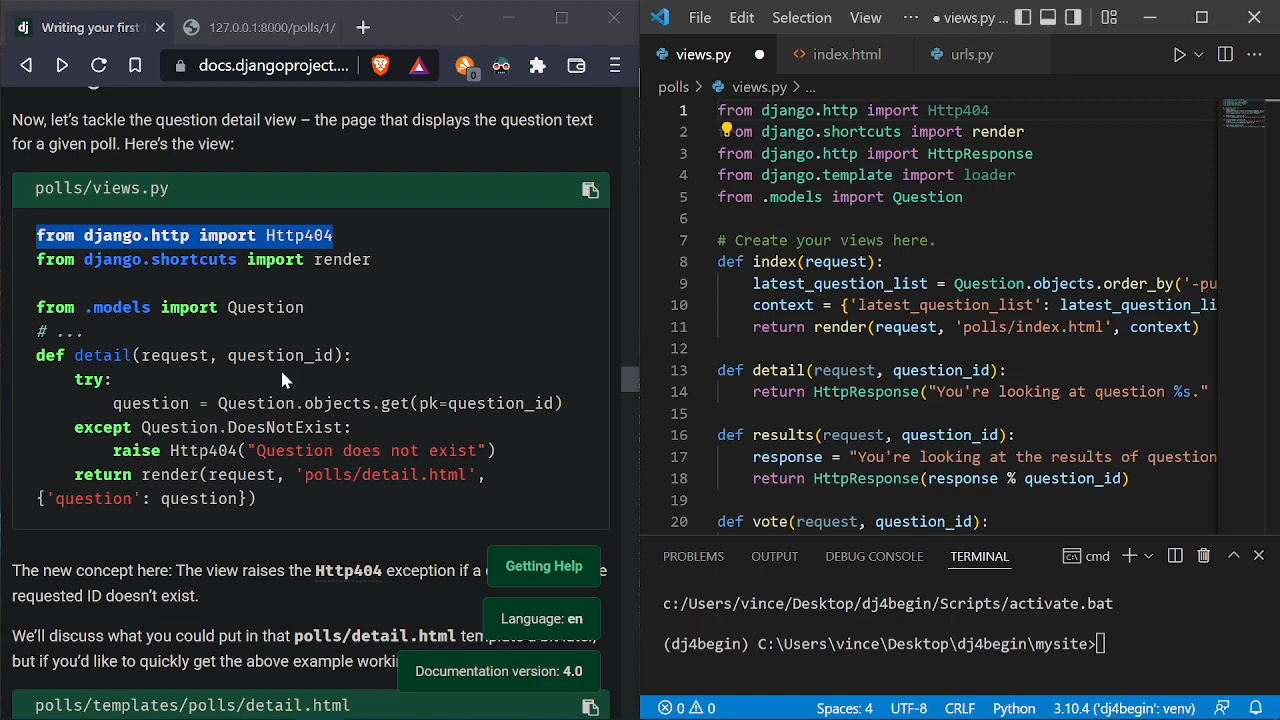 Writing your first
127.0.0.1:8000/polls/1/
docs.djangoproject....
0
Now, let's tackle the question detail view – the page that displays the question text
for a given poll. Here's the view:
polls/views.py
from django.http import Http404
from django.shortcuts import render
from .models import Question
# ...
def detail(request, question_id):
try:
question = Question.objects.get(pk=question_id)
except Question.DoesNotExist:
raise Http404("Question does not exist")
return render(request, 'polls/detail.html',
{'question': question})
The new concept here: The view raises the Http404 exception if a
requested ID doesn't exist.
We'll discuss what you could put in that polls/detail.html template a bit later,
but if you'd like to quickly get the above example
polls/templates/polls/detail.html
Getting Help
Language: en
Documentation version: 4.0
File Edit Selection View ... ● views.py ...
views.py index.html urls.py
polls > views.py > ...
1 from django.http import Http404
2 om django.shortcuts import render
3 from django.http import HttpResponse
4 from django.template import loader
5 from .models import Question
6
7 # Create your views here.
8 def index(request):
9 latest_question_list = Question.objects.order_by('-pu
10 context = {'latest_question_list': latest_question_li
11 return render(request, 'polls/index.html', context)
12
13 def detail(request, question_id):
14 return HttpResponse("You're looking at question %s."
15
16 def results(request, question_id):
17 response = "You're looking at the results of question
18 return HttpResponse(response % question_id)
19
20 def vote(request, question_id):
PROBLEMS OUTPUT DEBUG CONSOLE TERMINAL cmd
c:/Users/vince/Desktop/dj4begin/Scripts/activate.bat
(dj4begin) C:\Users\vince\Desktop\dj4begin\mysite>
0 0 Spaces: 4 UTF-8 CRLF Python 3.10.4 ('dj4begin': venv)